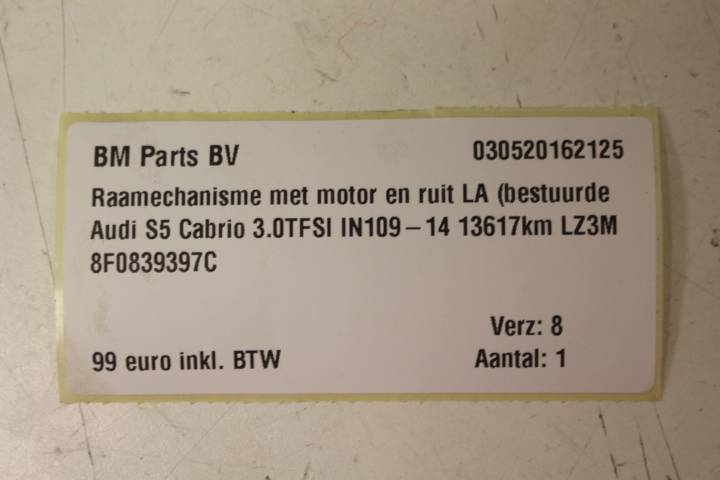 BM Parts BV 030520162125
Raamechanisme met motor en ruit LA (bestuurde
Audi S5 Cabrio 3.0TFSI IN109-14 13617km LZ3M
8F0839397C
Verz: 8
99 euro inkl. BTW Aantal: 1